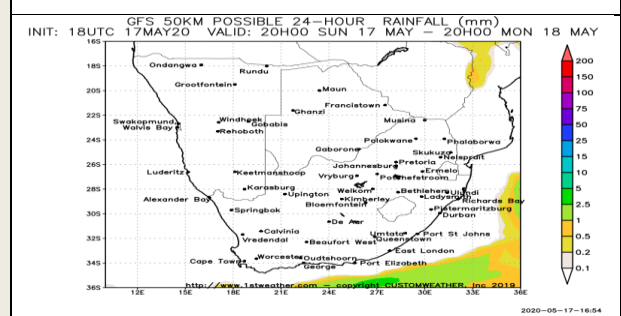 GFS 50KM POSSIBLE 24-HOUR RAINFALL (mm)
INIT: 18UTC 17MAY20 VALID: 20H00 SUN 17 MAY - 20H00 MON 18 MAY
16S
18S
20S
22S
24S
26S
28S
30S
32S
34S
36S
Ondangwa
Rundu
Grootfontein
Maun
Ghanzi
Francistown
Windhoek
Gobabis
Swakopmund
Walvis Bay
Rehoboth
Musina
Polokwane
Phalaborwa
Gaborone
Skukuza
Nelspruit
Pretoria
Johannesburg
Luderitz
Keetmanshoop
Vryburg
Potchefstroom
Ermelo
Karasburg
Upington
Welkom
Kimberley
Bloemfontein
Bethlehem
Ulundi
Ladysmith
Richards Bay
Alexander Bay
Springbok
Pietermaritzburg
Durban
De Aar
Calvinia
Vredendal
Umtata
Port St Johns
Queenstown
Beaufort West
East London
Cape Town
Worcester
Oudtshoorn
George
Port Elizabeth
http://www.1stweather.com - copyright CUSTOMWEATHER, Inc 2019
12E 15E 18E 21E 24E 27E 30E 33E 36E
200
150
100
75
50
25
15
10
5
2.5
1
0.5
0.2
0.1
2020-05-17-16:54